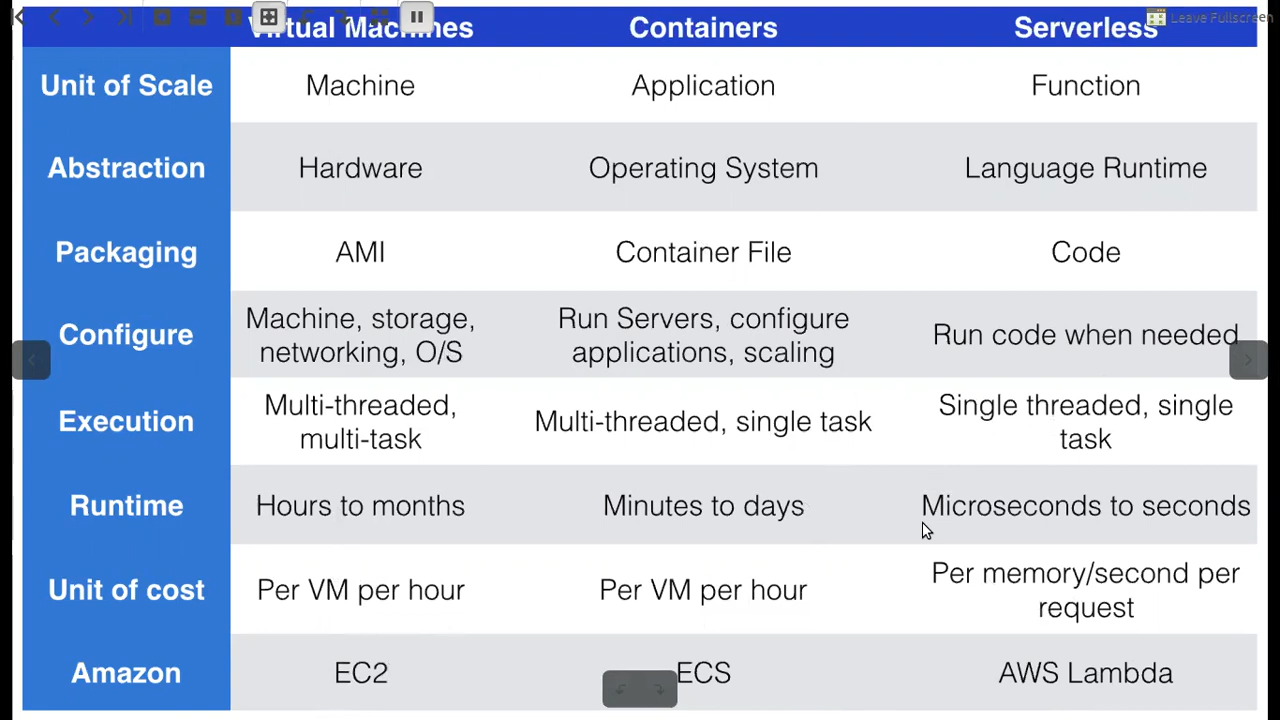 Virtual Machines Containers Serverless
Leave Fullscreen
Unit of Scale Machine Application Function
Abstraction Hardware Operating System Language Runtime
Packaging AMI Container File Code
Configure
Machine, storage,
networking, O/S
Run Servers, configure
applications, scaling
Run code when needed
Execution
Multi-threaded,
multi-task
Multi-threaded, single task
Single threaded, single
task
Runtime Hours to months Minutes to days Microseconds to seconds
Unit of cost Per VM per hour Per VM per hour
Per memory/second per
request
Amazon EC2 ECS AWS Lambda